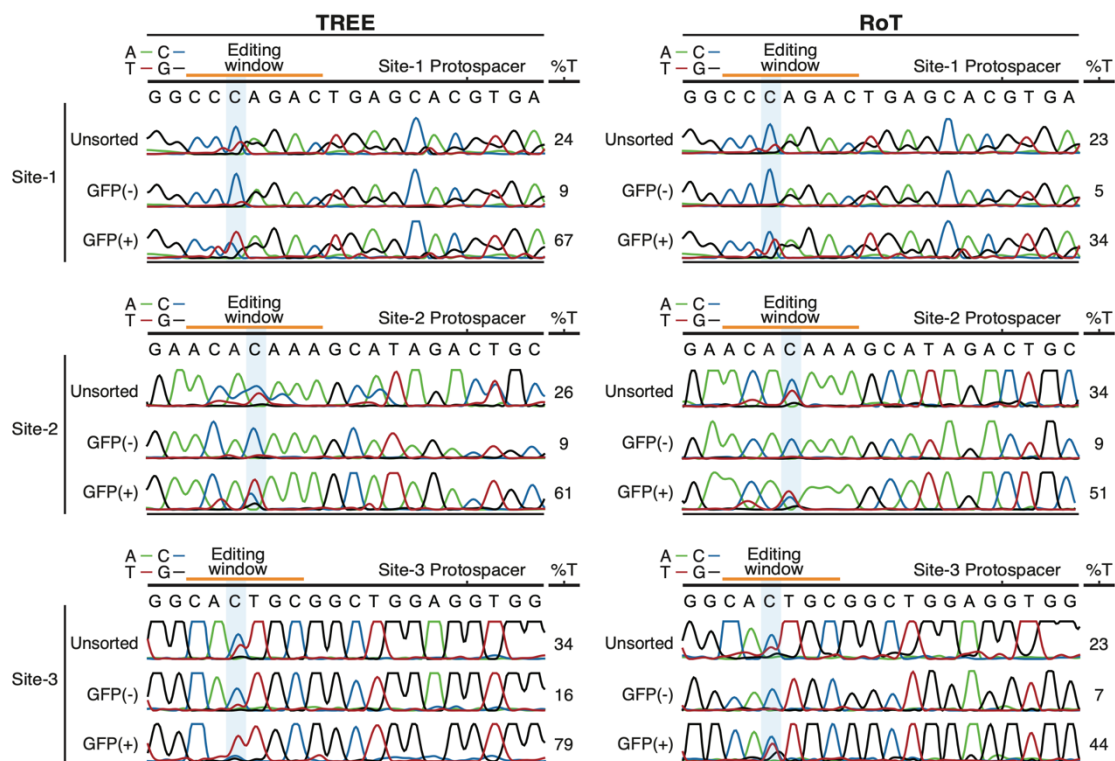 TREE
RoT
A – C –
T – G –
Editing window
Site-1 Protospacer
%T
A – C –
T – G –
Editing window
Site-1 Protospacer
%T
G G C C C A G A C T G A G C A C G T G A
G G C C C A G A C T G A G C A C G T G A
Site-1
Unsorted
24
23
GFP(-)
9
5
GFP(+)
67
34
A – C –
T – G –
Editing window
Site-2 Protospacer
%T
A – C –
T – G –
Editing window
Site-2 Protospacer
%T
G A A C A C A A A G C A T A G A C T G C
G A A C A C A A A G C A T A G A C T G C
Site-2
Unsorted
26
Unsorted
34
GFP(-)
9
GFP(-)
9
GFP(+)
61
GFP(+)
51
A – C –
T – G –
Editing window
Site-3 Protospacer
%T
A – C –
T – G –
Editing window
Site-3 Protospacer
%T
G G C A C T G C G G C T G G A G G T G G
G G C A C T G C G G C T G G A G G T G G
Site-3
Unsorted
34
Unsorted
23
GFP(-)
16
GFP(-)
7
GFP(+)
79
GFP(+)
44